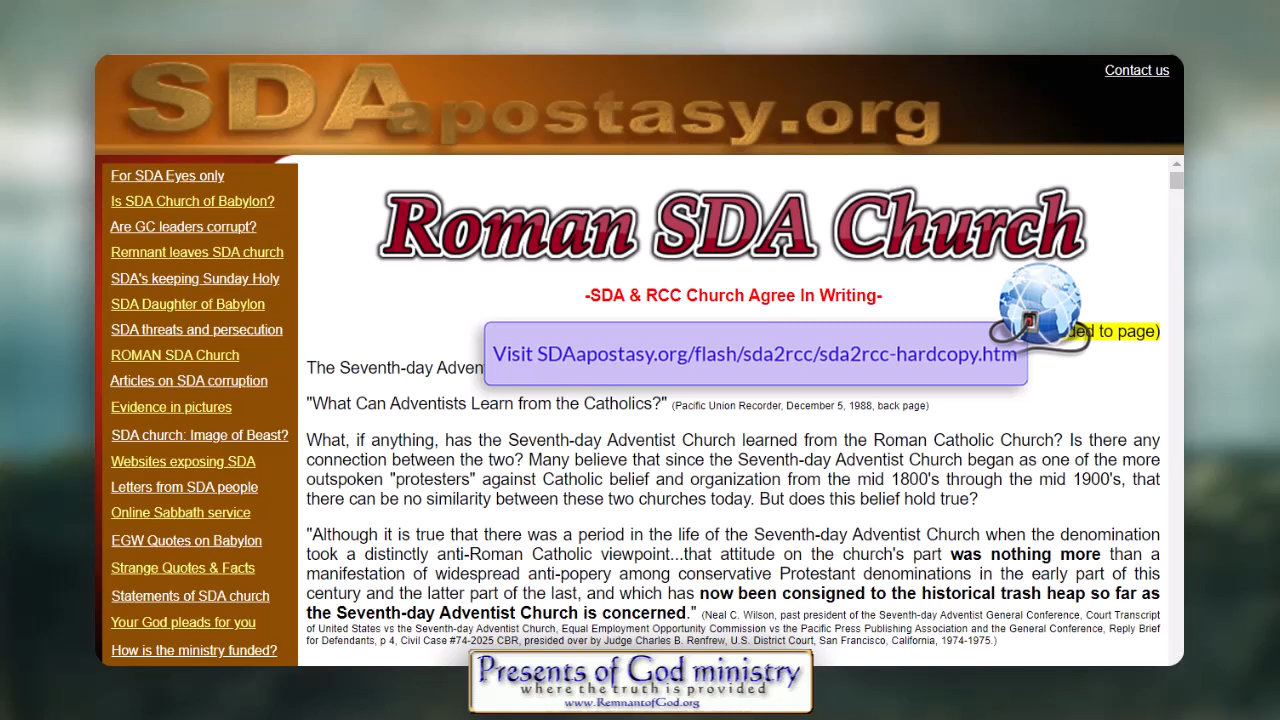 SDAapostasy.org
Contact us
For SDA Eyes only
Is SDA Church of Babylon?
Are GC leaders corrupt?
Remnant leaves SDA church
SDA's keeping Sunday Holy
SDA Daughter of Babylon
SDA threats and persecution
ROMAN SDA Church
Articles on SDA corruption
Evidence in pictures
SDA church: Image of Beast?
Websites exposing SDA
Letters from SDA people
Online Sabbath service
EGW Quotes on Babylon
Strange Quotes & Facts
Statements of SDA church
Your God pleads for you
How is the ministry funded?
Roman SDA Church
-SDA & RCC Church Agree In Writing-
to page)
Visit SDAapostasy.org/flash/sda2rcc/sda2rcc-hardcopy.htm
The Seventh-day
"What Can Adventists Learn from the Catholics?" (Pacific Union Recorder, December 5, 1988, back page)
What, if anything, has the Seventh-day Adventist Church learned from the Roman Catholic Church? Is there any
connection between the two? Many believe that since the Seventh-day Adventist Church began as one of the more
outspoken "protesters" against Catholic belief and organization from the mid 1800's through the mid 1900's, that
there can be no similarity between these two churches today. But does this belief hold true?
"Although it is true that there was a period in the life of the Seventh-day Adventist Church when the denomination
took a distinctly anti-Roman Catholic viewpoint...that attitude on the church's part was nothing more than a
manifestation of widespread anti-popery among conservative Protestant denominations in the early part of this
century and the latter part of the last, and which has now been consigned to the historical trash heap so far as
the Seventh-day Adventist Church is concerned." (Neal C. Wilson, past president of the Seventh-day Adventist General Conference, Court Transcript
of United States vs the Seventh-day Adventist Church, Equal Employment Opportunity Commission vs the Pacific Press Publishing Association and the General Conference, Reply Brief
for Defendants, p 4, Civil Case #74-2025 CBR, presided over by Judge Charles B. Renfrew, U.S. District Court, San Francisco, California, 1974-1975.)
Presents of God ministry
where the truth is provided
www.RemnantofGod.org